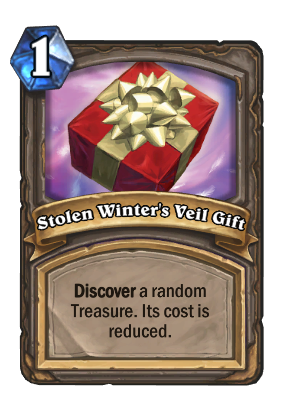 1
Stolen Winter's Veil Gift
Discover a random
Treasure. Its cost is
reduced.